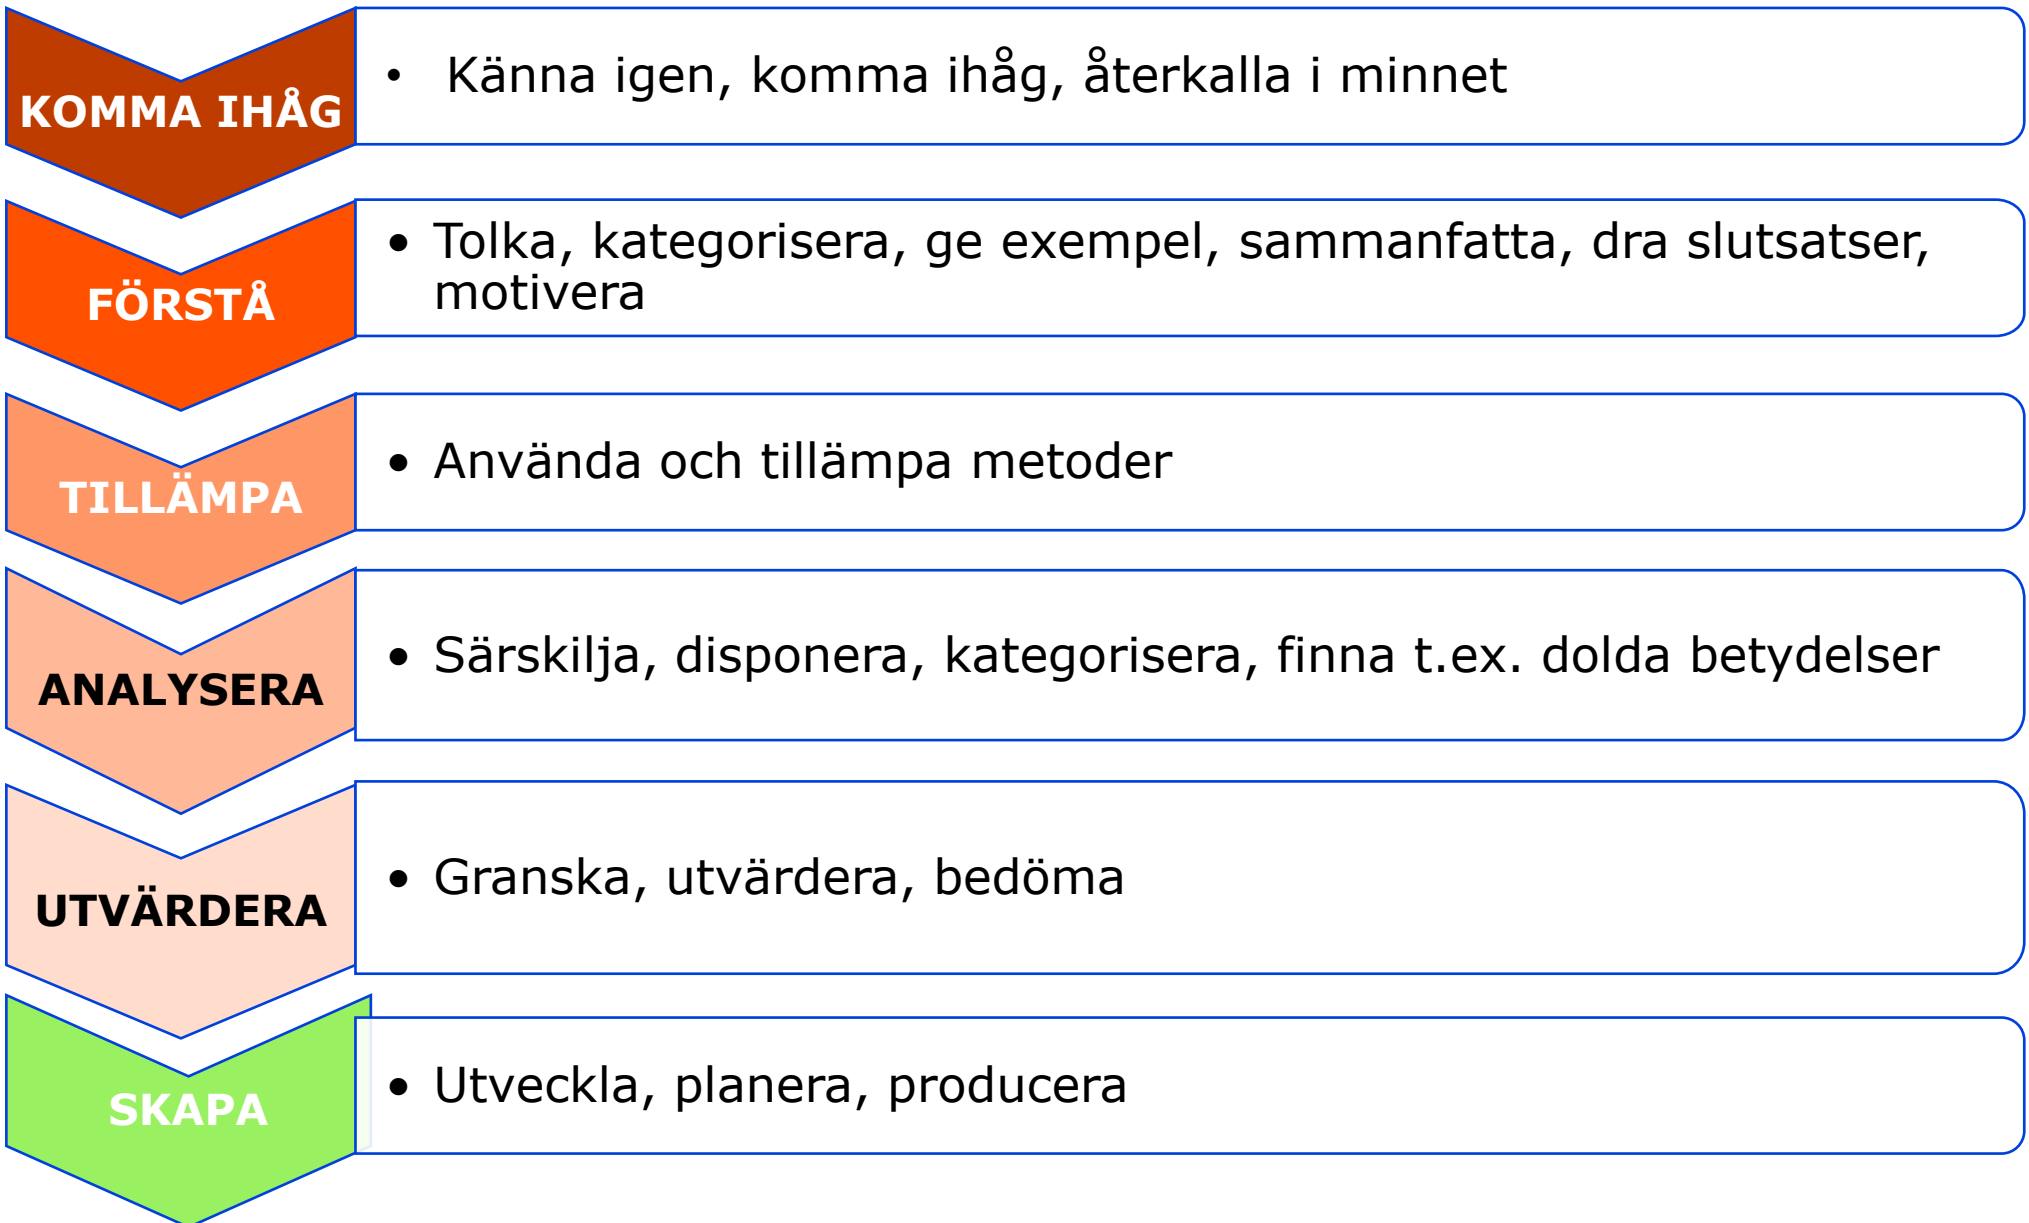 KOMMA IHÅG
• Känna igen, komma ihåg, återkalla i minnet
FÖRSTÅ
• Tolka, kategorisera, ge exempel, sammanfatta, dra slutsatser,
motivera
TILLÄMPA
• Använda och tillämpa metoder
ANALYSERA
• Särskilja, disponera, kategorisera, finna t.ex. dolda betydelser
UTVÄRDERA
• Granska, utvärdera, bedöma
SKAPA
• Utveckla, planera, producera